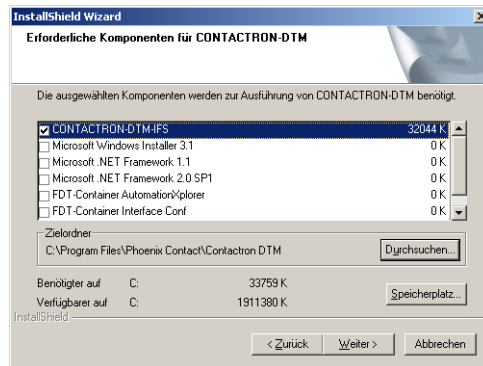 InstallShield Wizard
Erforderliche Komponenten für CONTACTRON-DTM
Die ausgewählten Komponenten werden zur Ausführung von CONTACTRON-DTM benötigt.
CONTACTRON-DTM-IFS 32044 K
Microsoft Windows Installer 3.1 0 K
Microsoft .NET Framework 1.1 0 K
Microsoft .NET Framework 2.0 SP1 0 K
FDT-Container AutomationXplorer 0 K
FDT-Container Interface Conf 0 K
Zielordner
C:\Program Files\Phoenix Contact\Contactron DTM
Durchsuchen...
Benötigter auf C: 33759 K
Verfügbarer auf C: 1911380 K
Speicherplatz...
InstallShield
< Zurück Weiter > Abbrechen